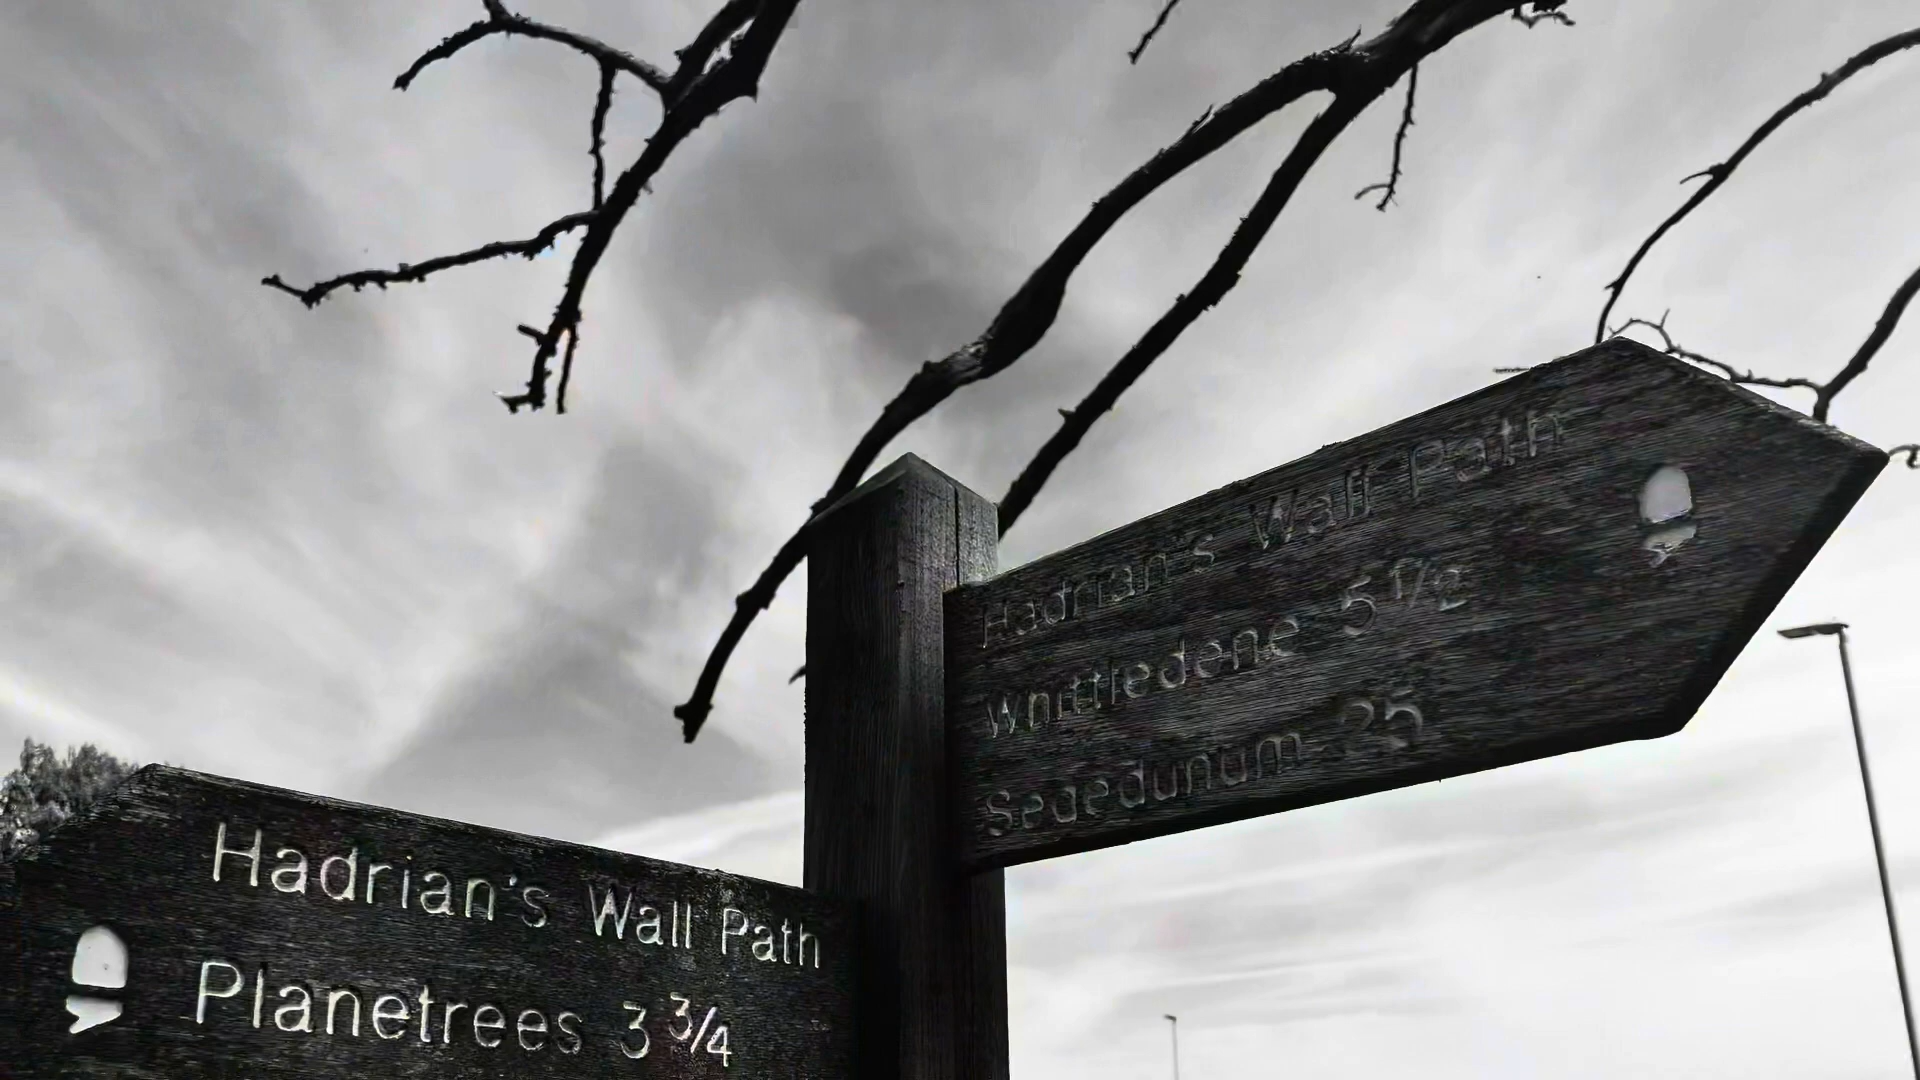 Hadrian's Wall Path
Planetrees 3 3/4
Hadrian's Wall Path
Whittledene 5 1/2
Segedunum 25